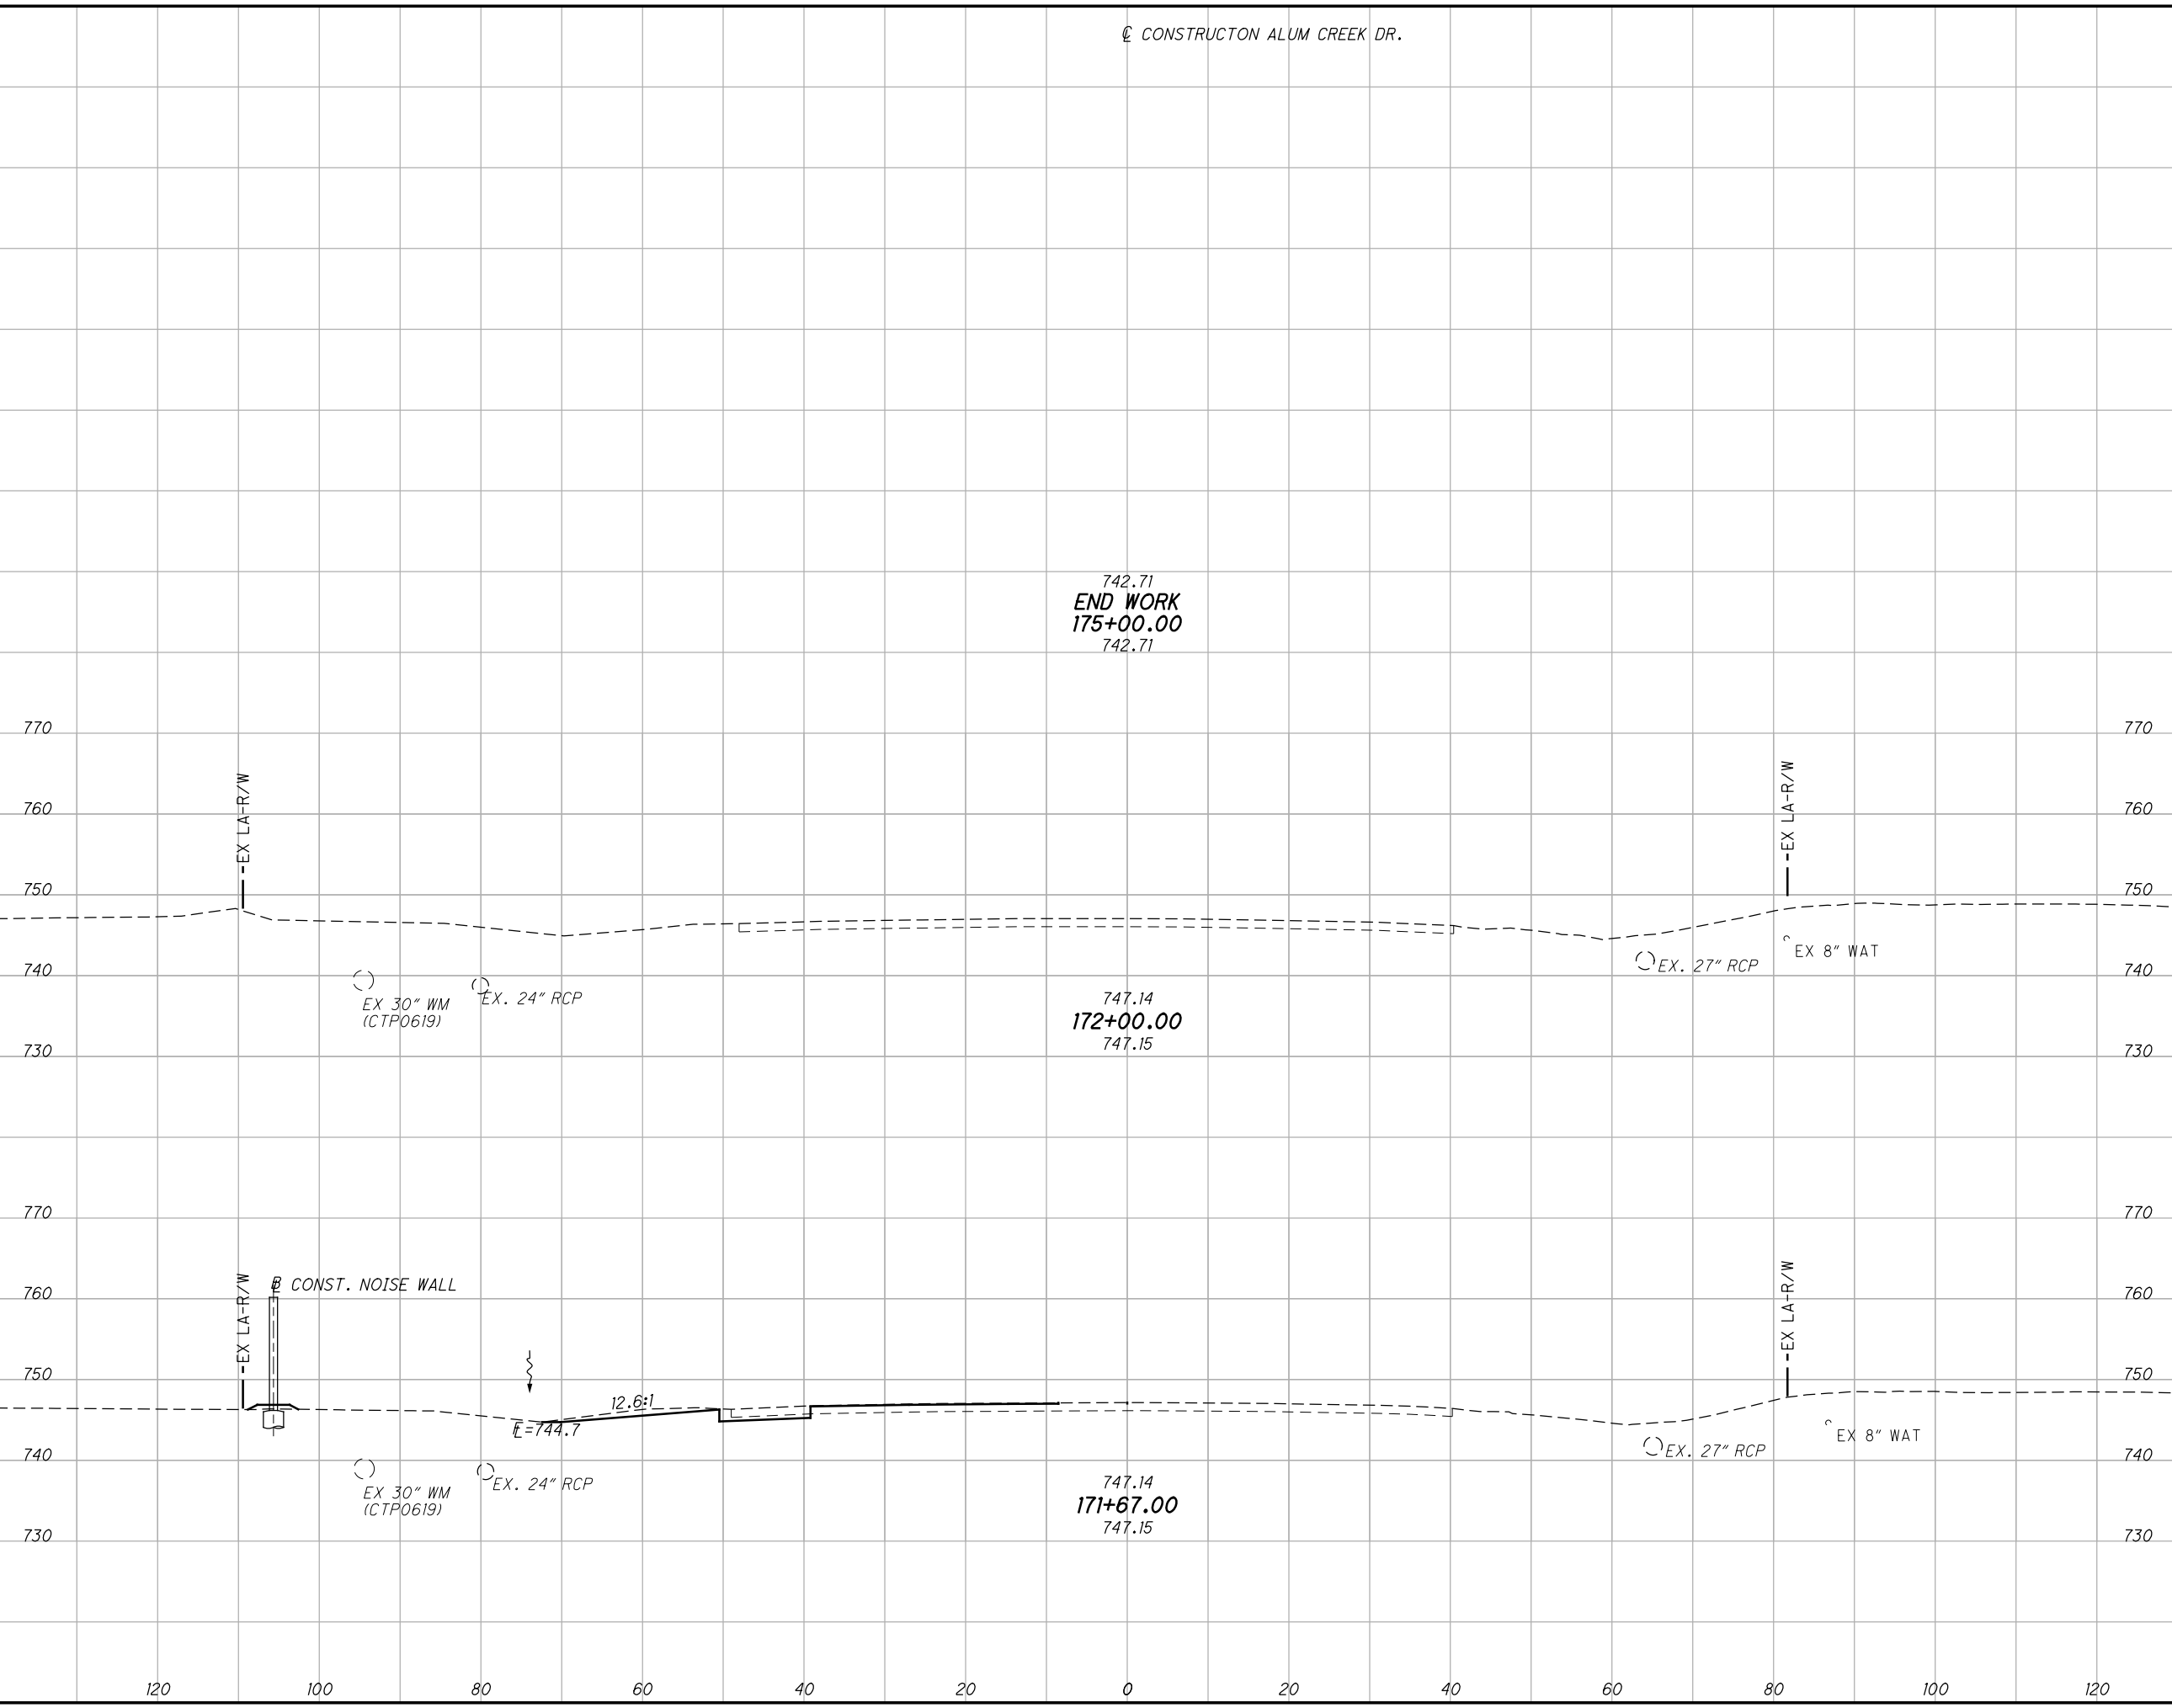 ℄ CONSTRUCTON ALUM CREEK DR.
742.71
END WORK
175+00.00
742.71
770 770
EX LA-R/W EX LA-R/W
760 760
750 750
EX 8" WAT
740 EX. 27" RCP 740
EX 30" WM EX. 24" RCP 747.14
(CTP0619) 172+00.00
747.15
730 730
770 770
EX LA-R/W CONST. NOISE WALL EX LA-R/W
760 760
750 750
12.6:1
=744.7
EX 8" WAT
740 EX. 27" RCP 740
EX 30" WM EX. 24" RCP 747.14
(CTP0619) 171+67.00
747.15
730 730
120 100 80 60 40 20 0 20 40 60 80 100 120